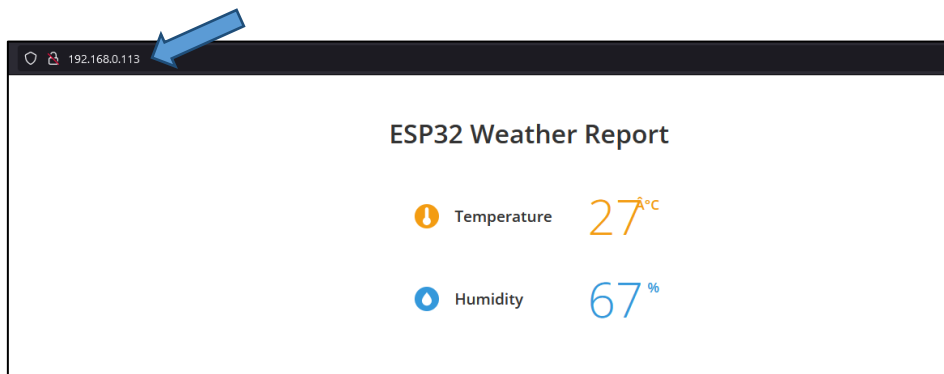 192.168.0.113
ESP32 Weather Report
Temperature 27 Â°C
Humidity 67 %